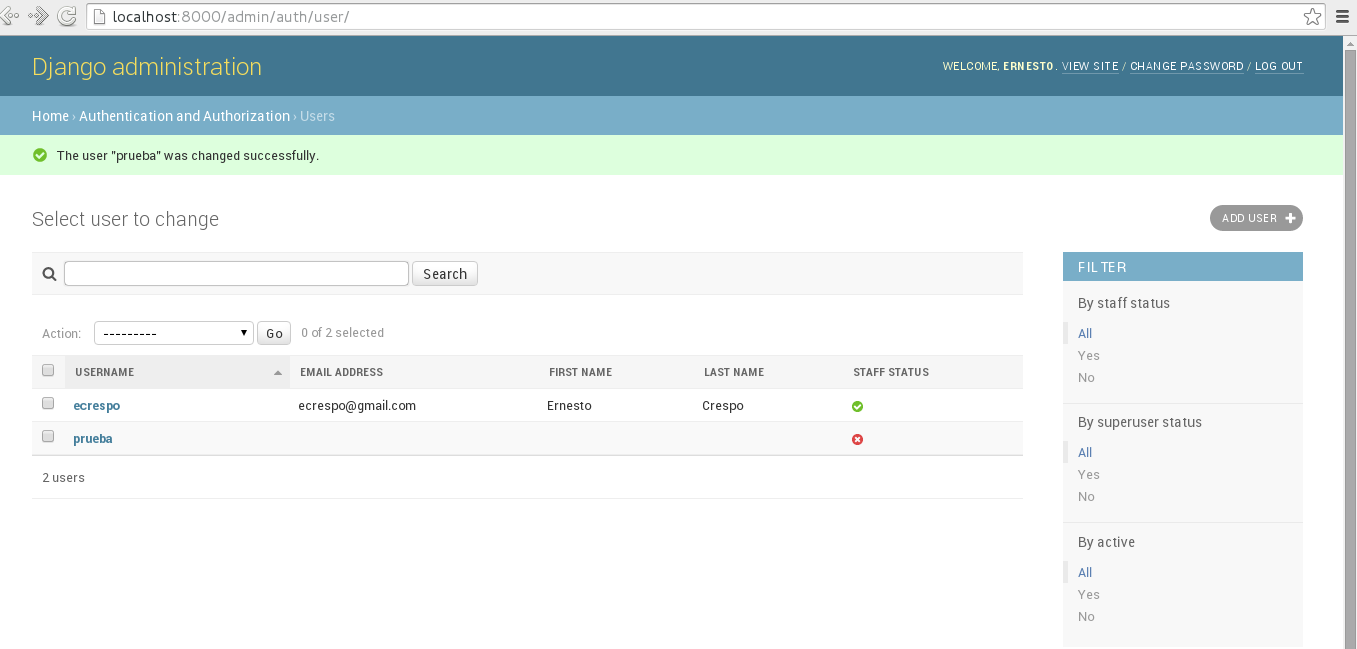 localhost:8000/admin/auth/user/
Django administration
WELCOME, ERNESTO. VIEW SITE / CHANGE PASSWORD / LOG OUT
Home › Authentication and Authorization › Users
The user "prueba" was changed successfully.
Select user to change
ADD USER +
Search
Action: --------- Go 0 of 2 selected
USERNAME EMAIL ADDRESS FIRST NAME LAST NAME STAFF STATUS
ecrespo ecrespo@gmail.com Ernesto Crespo
prueba
2 users
FILTER
By staff status
All
Yes
No
By superuser status
All
Yes
No
By active
All
Yes
No